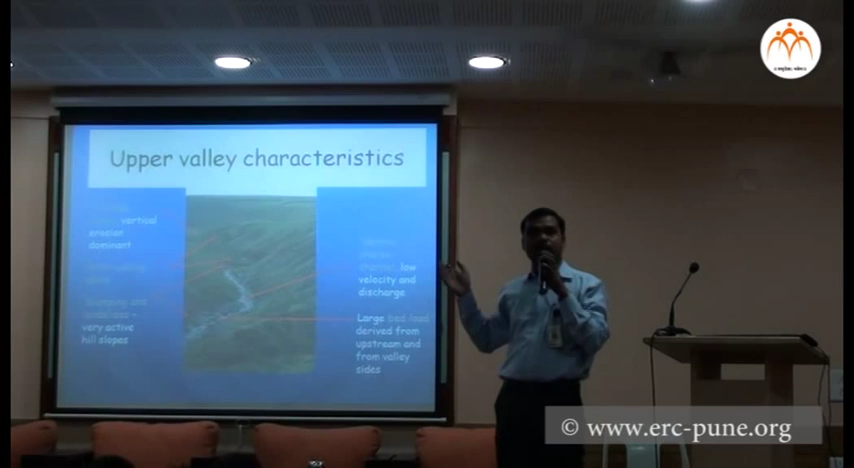 Upper valley characteristics
vertical
erosion
dominant
Slumping and
landslides -
very active
hill slopes
low
velocity and
discharge
Large bed load
derived from
upstream and
from valley
sides
© www.erc-pune.org